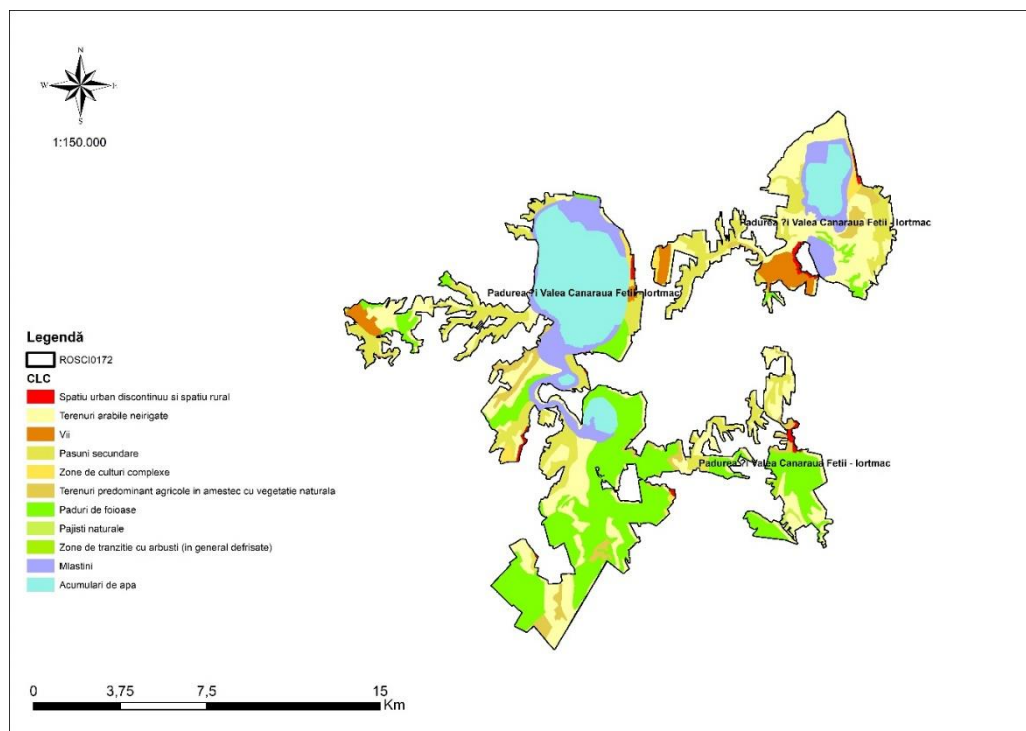 N
W
E
S
1:150.000
Padurea ?i Valea Canaraua Fetii - Iortmac
Padurea ?i Valea Canaraua Fetii - Iortmac
Padurea ?i Valea Canaraua Fetii - Iortmac
Legendă
ROSCI0172
CLC
Spatiu urban discontinuu si spatiu rural
Terenuri arabile neirigate
Vii
Pasuni secundare
Zone de culturi complexe
Terenuri predominant agricole in amestec cu vegetatie naturala
Paduri de foioase
Pajisti naturale
Zone de tranzitie cu arbusti (in general defrisate)
Mlastini
Acumulari de apa
0 3,75 7,5 15
Km